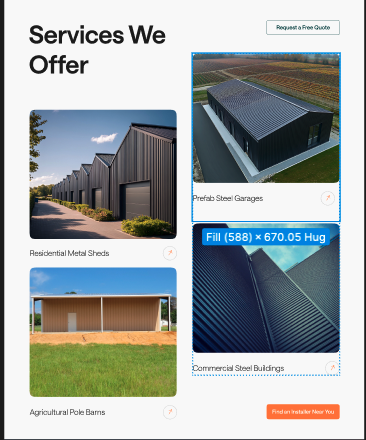 Services We
Offer
Request a Free Quote
Prefab Steel Garages
Fill (588) × 670.05 Hug
Residential Metal Sheds
Commercial Steel Buildings
Agricultural Pole Barns
Find an Installer Near You